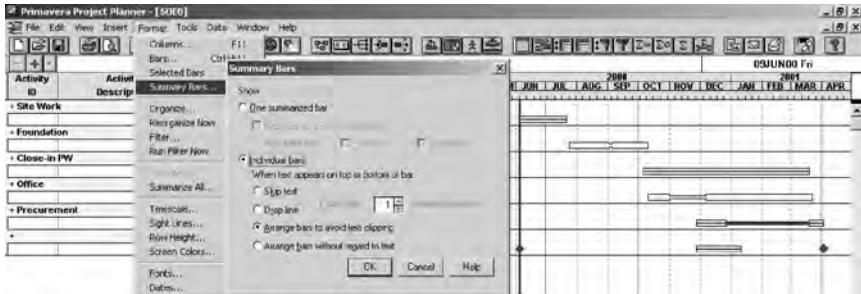 Primavera Project Planner - [SOE0]
File Edit View Insert Format Tools Data Window Help
Columns... F11
Bars...
Selected Bars
Summary Bars...
Organize...
Reorganize Now
Filter...
Run Filter Now
Summarize All...
Timescale...
Sight Lines...
Row Height...
Screen Colors...
Fonts...
Dates...
Activity
ID
Site Work
Foundation
Close-in PW
Office
Procurement
Summary Bars
Show
One summarized bar
Individual bars
When text appears on top or bottom of bar
Skip text
Drop line
1
Arrange bars to avoid text clipping
Arrange bars without regard to text
OK Cancel Help
09JUN00 Fri
2000 2001
JUN JUL AUG SEP OCT NOV DEC JAN FEB MAR APR